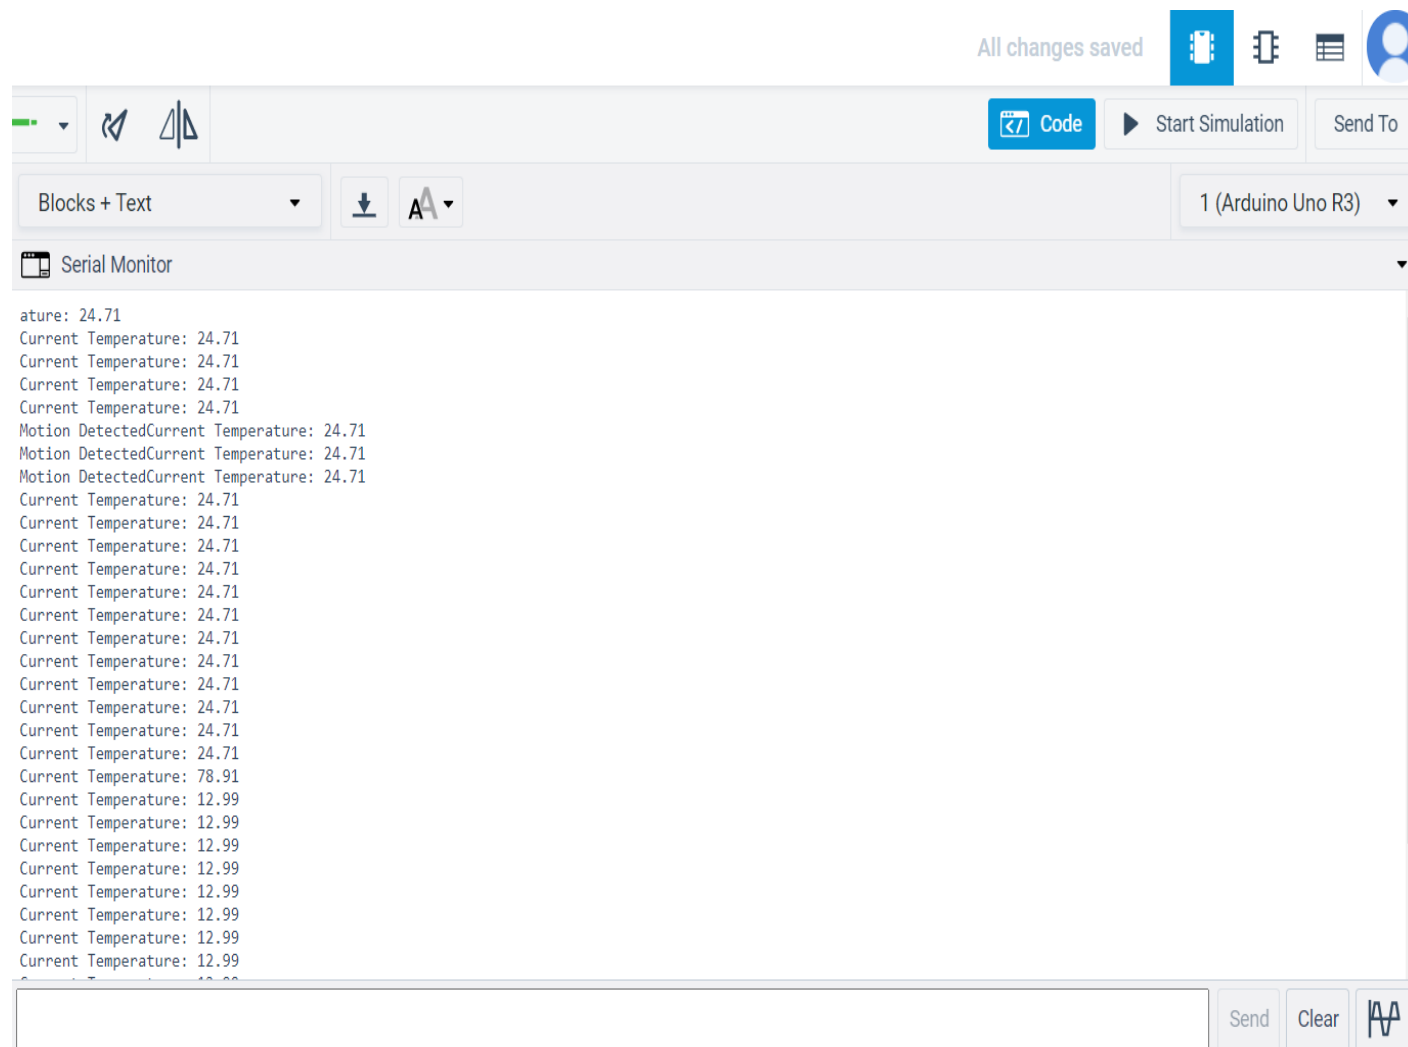 All changes saved
Code
Start Simulation
Send To
Blocks + Text
AA
1 (Arduino Uno R3)
Serial Monitor
ature: 24.71
Current Temperature: 24.71
Current Temperature: 24.71
Current Temperature: 24.71
Current Temperature: 24.71
Motion DetectedCurrent Temperature: 24.71
Motion DetectedCurrent Temperature: 24.71
Motion DetectedCurrent Temperature: 24.71
Current Temperature: 24.71
Current Temperature: 24.71
Current Temperature: 24.71
Current Temperature: 24.71
Current Temperature: 24.71
Current Temperature: 24.71
Current Temperature: 24.71
Current Temperature: 24.71
Current Temperature: 24.71
Current Temperature: 24.71
Current Temperature: 24.71
Current Temperature: 24.71
Current Temperature: 78.91
Current Temperature: 12.99
Current Temperature: 12.99
Current Temperature: 12.99
Current Temperature: 12.99
Current Temperature: 12.99
Current Temperature: 12.99
Current Temperature: 12.99
Current Temperature: 12.99
Send
Clear